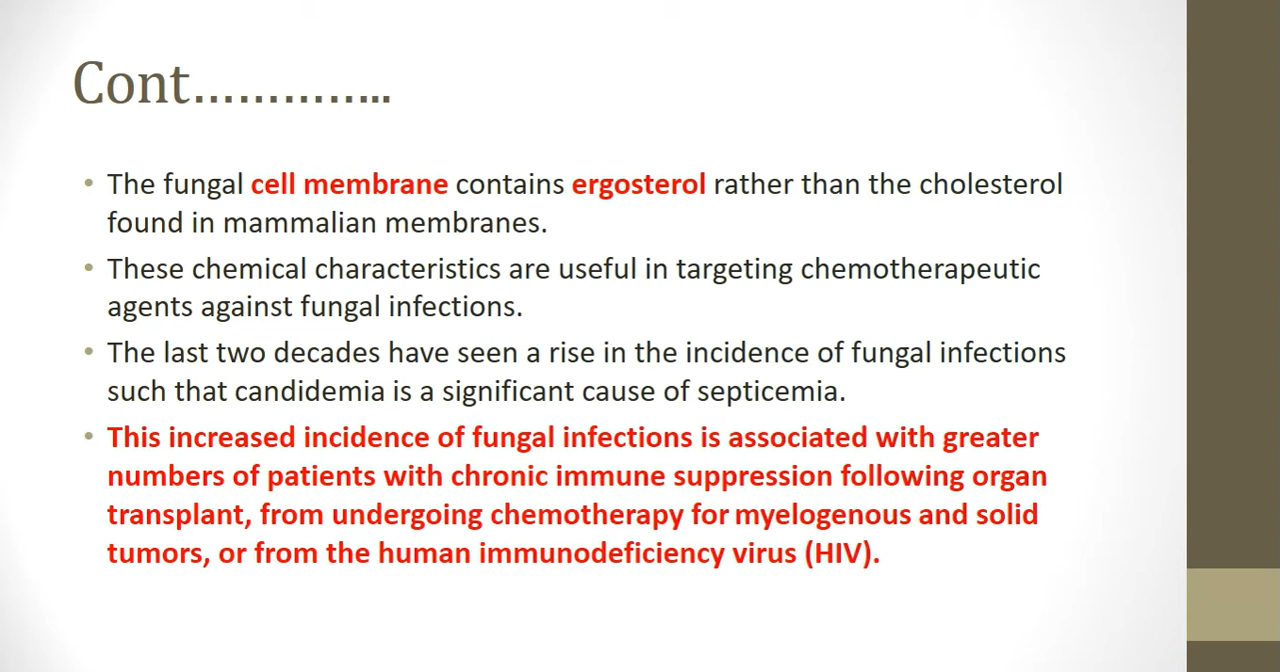 Cont…………..
• The fungal cell membrane contains ergosterol rather than the cholesterol
found in mammalian membranes.
• These chemical characteristics are useful in targeting chemotherapeutic
agents against fungal infections.
• The last two decades have seen a rise in the incidence of fungal infections
such that candidemia is a significant cause of septicemia.
• This increased incidence of fungal infections is associated with greater
numbers of patients with chronic immune suppression following organ
transplant, from undergoing chemotherapy for myelogenous and solid
tumors, or from the human immunodeficiency virus (HIV).